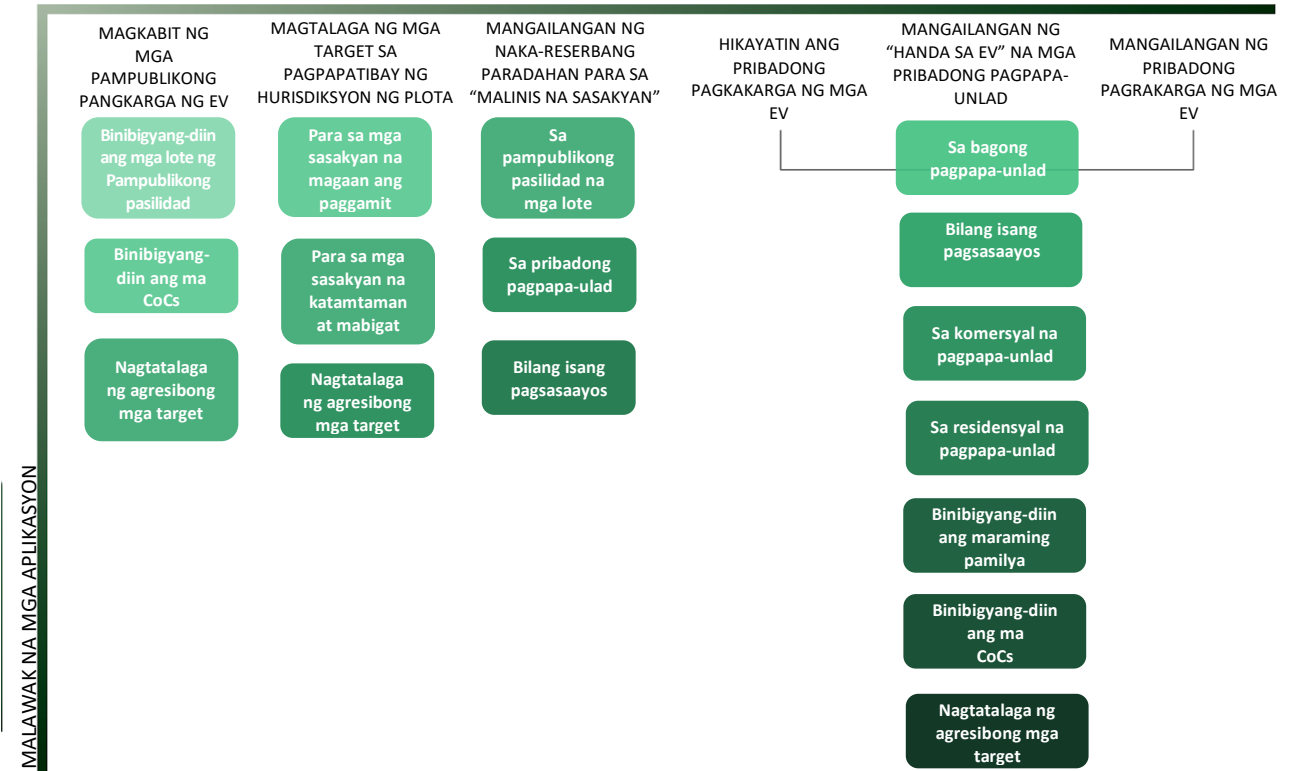 MAGKABIT NG
MGA
PAMPUBLIKONG
PANGKARGA NG EV
MAGTALAGA NG MGA
TARGET SA
PAGPAPATIBAY NG
HURISDIKSYON NG PLOTA
MANGAILANGAN NG
NAKA-RESERBANG
PARADAHAN PARA SA
“MALINIS NA SASAKYAN”
HIKAYATIN ANG
PRIBADONG
PAGKAKARGA NG MGA
EV
MANGAILANGAN NG
“HANDA SA EV” NA MGA
PRIBADONG PAGPAPA-
UNLAD
MANGAILANGAN NG
PRIBADONG
PAGRAKARGA NG MGA
EV
Binibigyang-diin
ang mga lote ng
Pampublikong
pasilidad
Binibigyang-
diin ang ma
CoCs
Nagtatalaga
ng agresibong
mga target
Para sa mga
sasakyan na
magaan ang
paggamit
Para sa mga
sasakyan na
katamtaman
at mabigat
Nagtatalaga
ng agresibong
mga target
Sa
pampublikong
pasilidad na
mga lote
Sa pribadong
pagpapa-ulad
Bilang isang
pagsasaayos
Sa bagong
pagpapa-unlad
Bilang isang
pagsasaayos
Sa komersyal na
pagpapa-unlad
Sa residensyal na
pagpapa-unlad
Binibigyang-diin
ang maraming
pamilya
Binibigyang-diin
ang ma
CoCs
Nagtatalaga ng
agresibong mga
target
MALAWAK NA MGA APLIKASYON